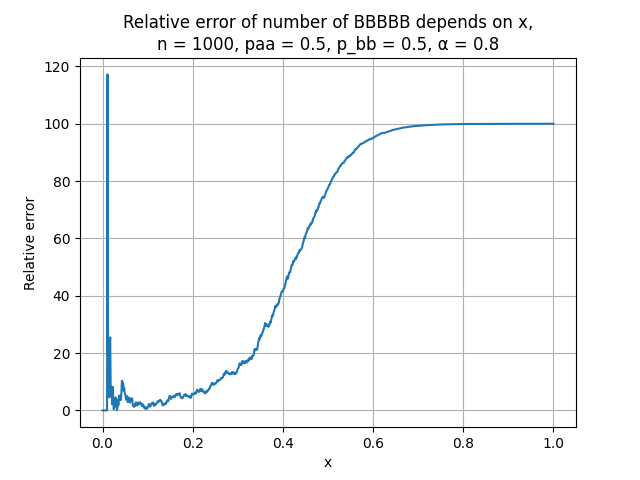 Relative error of number of BBBBB depends on x,
n = 1000, paa = 0.5, p_bb = 0.5, α = 0.8
120
100
80
60
40
20
0
Relative error
0.0 0.2 0.4 0.6 0.8 1.0
x